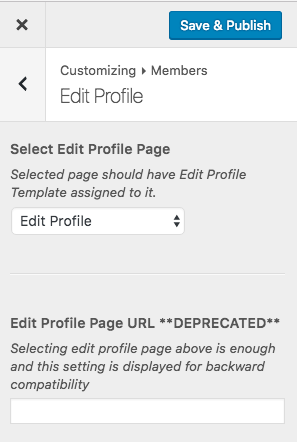 Save & Publish
Customizing ▸ Members
Edit Profile
Select Edit Profile Page
Selected page should have Edit Profile
Template assigned to it.
Edit Profile
Edit Profile Page URL **DEPRECATED**
Selecting edit profile page above is enough
and this setting is displayed for backward
compatibility